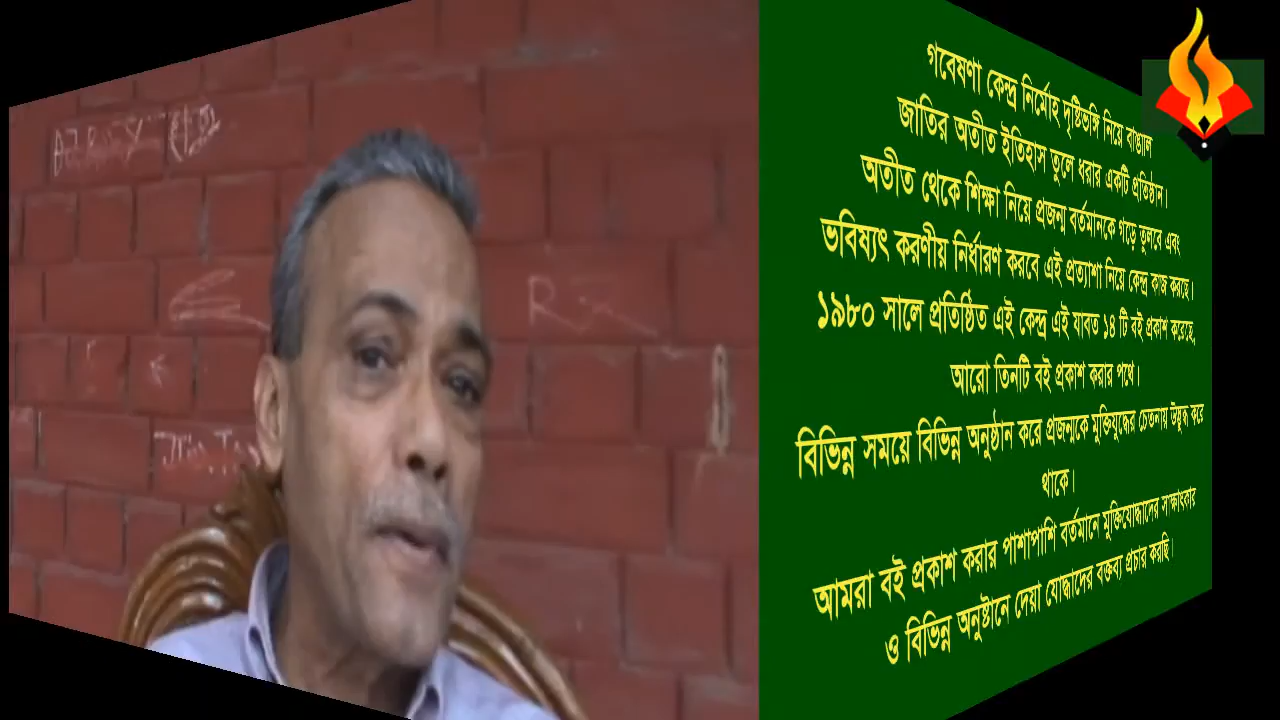 গবেষণা কেন্দ্র নির্মোহ দৃষ্টিভঙ্গি নিয়ে বাঙ্গাল
জাতির অতীত ইতিহাস তুলে ধরার একটি প্রতিষ্ঠান।
অতীত থেকে শিক্ষা নিয়ে প্রজন্ম বর্তমানকে গড়ে তুলবে এবং
ভবিষ্যৎ করণীয় নির্ধারণ করবে এই প্রত্যাশা নিয়ে কেন্দ্র কাজ করছে।
১৯৮০ সালে প্রতিষ্ঠিত এই কেন্দ্র এই যাবত ১৪ টি বই প্রকাশ করেছে,
আরো তিনটি বই প্রকাশ করার পথে।
বিভিন্ন সময়ে বিভিন্ন অনুষ্ঠান করে প্রজন্মকে মুক্তিযুদ্ধের চেতনায় উদ্বুদ্ধ করে
থাকে।
আমরা বই প্রকাশ করার পাশাপাশি বর্তমানে মুক্তিযোদ্ধাদের সাক্ষাৎকার
ও বিভিন্ন অনুষ্টানে দেয়া যোদ্ধাদের বক্তব্য প্রচার করছি।